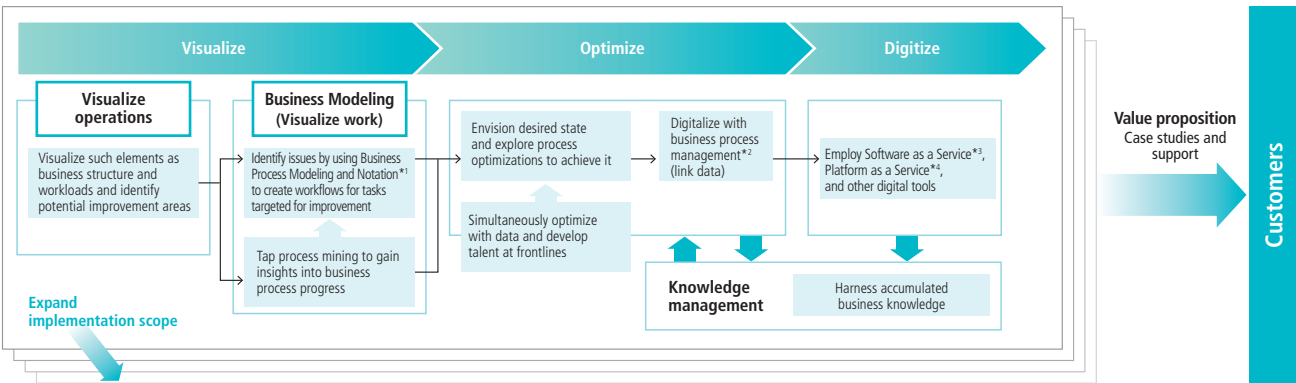 Visualize
Optimize
Digitize
Visualize
operations
Visualize such elements as
business structure and
workloads and identify
potential improvement areas
Business Modeling
(Visualize work)
Identify issues by using Business
Process Modeling and Notation*1
to create workflows for tasks
targeted for improvement
Tap process mining to gain
insights into business
process progress
Envision desired state
and explore process
optimizations to achieve it
Simultaneously optimize
with data and develop
talent at frontlines
Digitalize with
business process
management*2
(link data)
Employ Software as a Service*3,
Platform as a Service*4,
and other digital tools
Knowledge
management
Harness accumulated
business knowledge
Expand
implementation scope
Value proposition
Case studies and
support
Customers